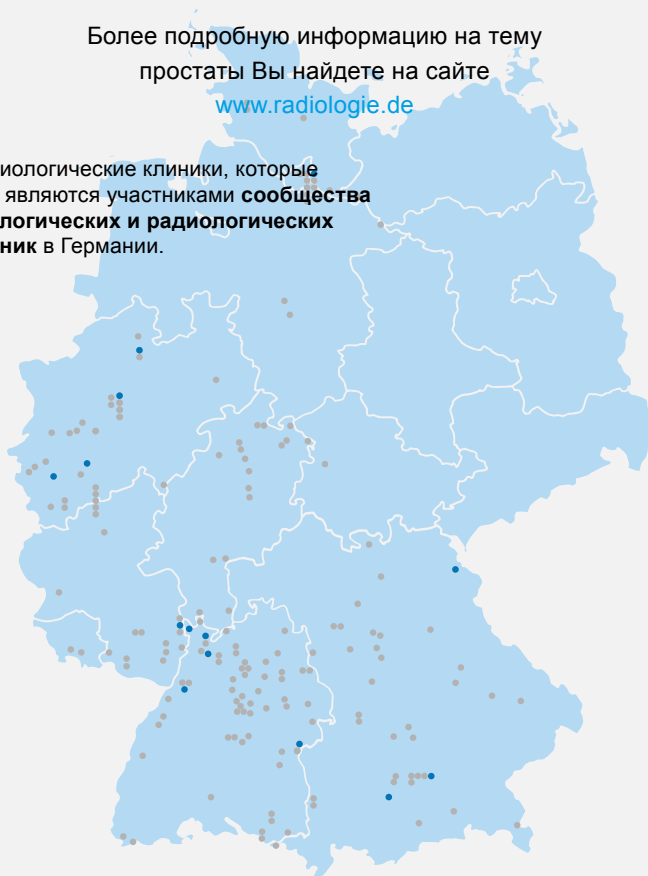 Более подробную информацию на тему
простаты Вы найдете на сайте
www.radiologie.de
иологические клиники, которые
являются участниками сообщества
логических и радиологических
ник в Германии.